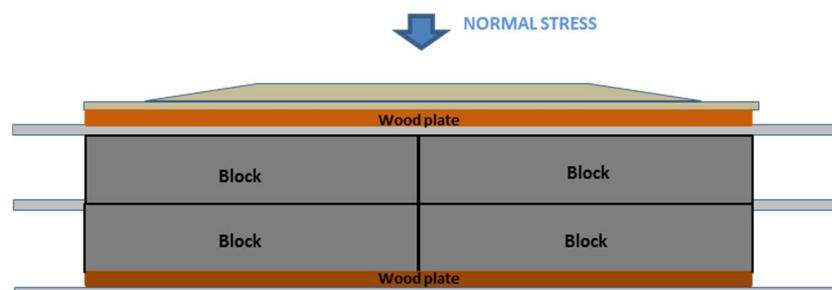 NORMAL STRESS
Wood plate
Block
Block
Block
Block
Wood plate